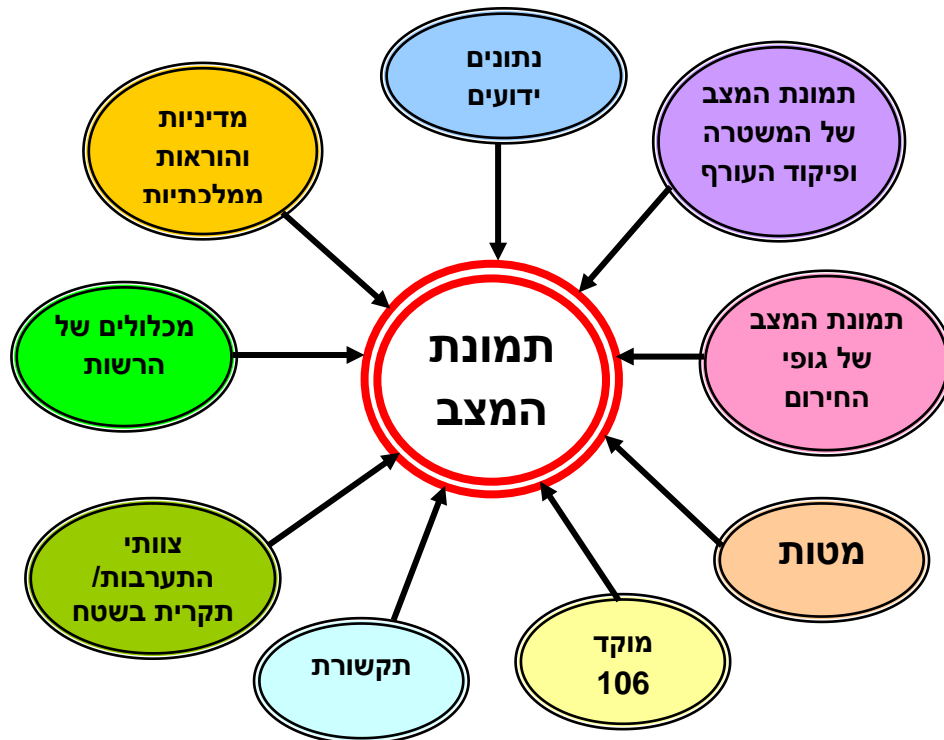 נתונים
ידועים
תמונת המצב
של המשטרה
ופיקוד העורף
מדיניות
והוראות
ממלכתיות
תמונת המצב
של גופי
החירום
מכלולים של
הרשות
תמונת
המצב
מטות
צוותי
התערבות/
תקרית בשטח
מוקד
106
תקשורת